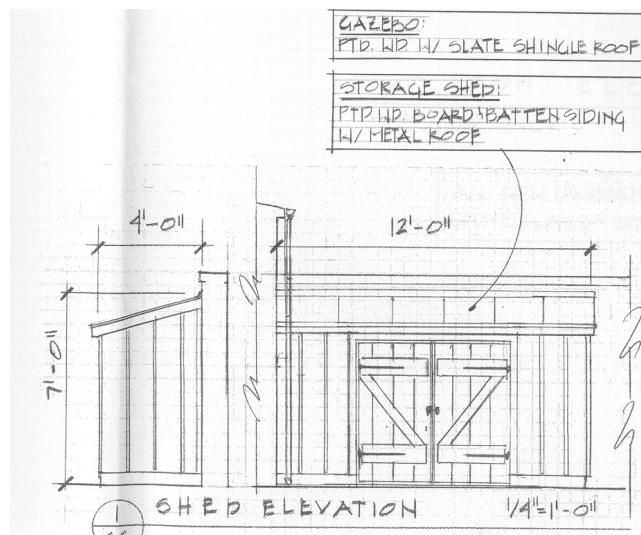 GAZEBO:
PTD. WD. W/ SLATE SHINGLE ROOF
STORAGE SHED:
PTD. WD. BOARD & BATTEN SIDING
W/ METAL ROOF
4'-0"
12'-0"
7'-0"
1
SHED ELEVATION
1/4"=1'-0"